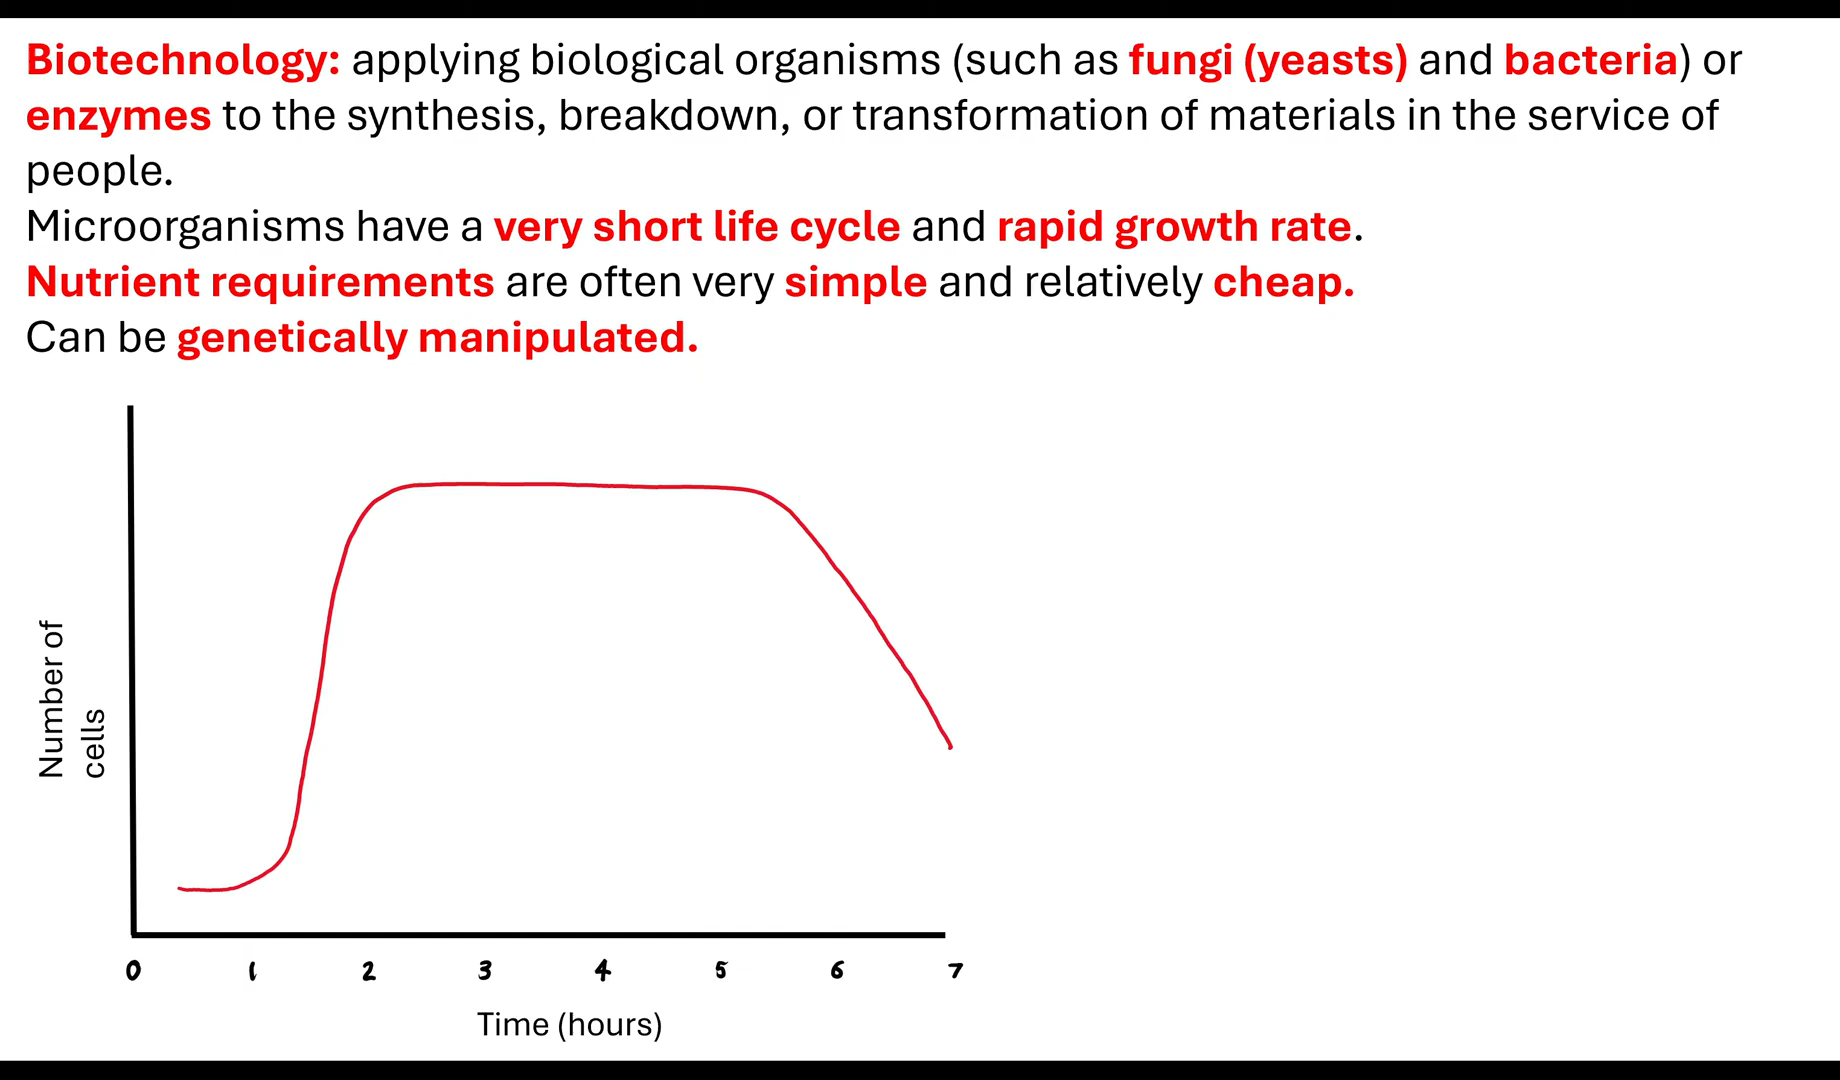 Biotechnology: applying biological organisms (such as fungi (yeasts) and bacteria) or
enzymes to the synthesis, breakdown, or transformation of materials in the service of
people.
Microorganisms have a very short life cycle and rapid growth rate.
Nutrient requirements are often very simple and relatively cheap.
Can be genetically manipulated.
Number of
cells
0 1 2 3 4 5 6 7
Time (hours)